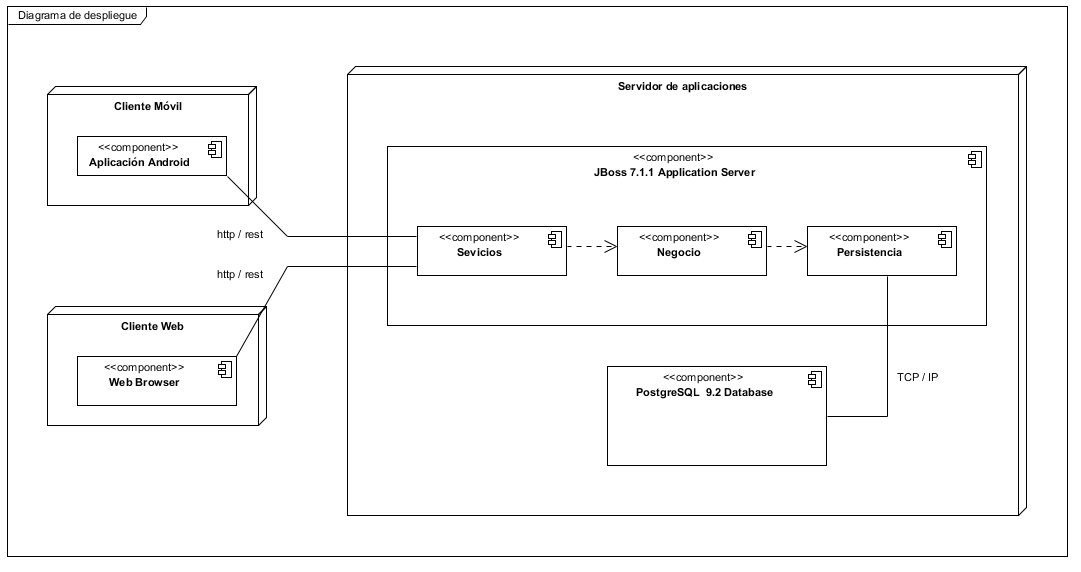 Diagrama de despliegue
Servidor de aplicaciones
Cliente Móvil
<<component>>
Aplicación Android
<<component>>
JBoss 7.1.1 Application Server
http / rest
<<component>>
Sevicios
<<component>>
Negocio
<<component>>
Persistencia
http / rest
Cliente Web
<<component>>
Web Browser
<<component>>
PostgreSQL  9.2 Database
TCP / IP